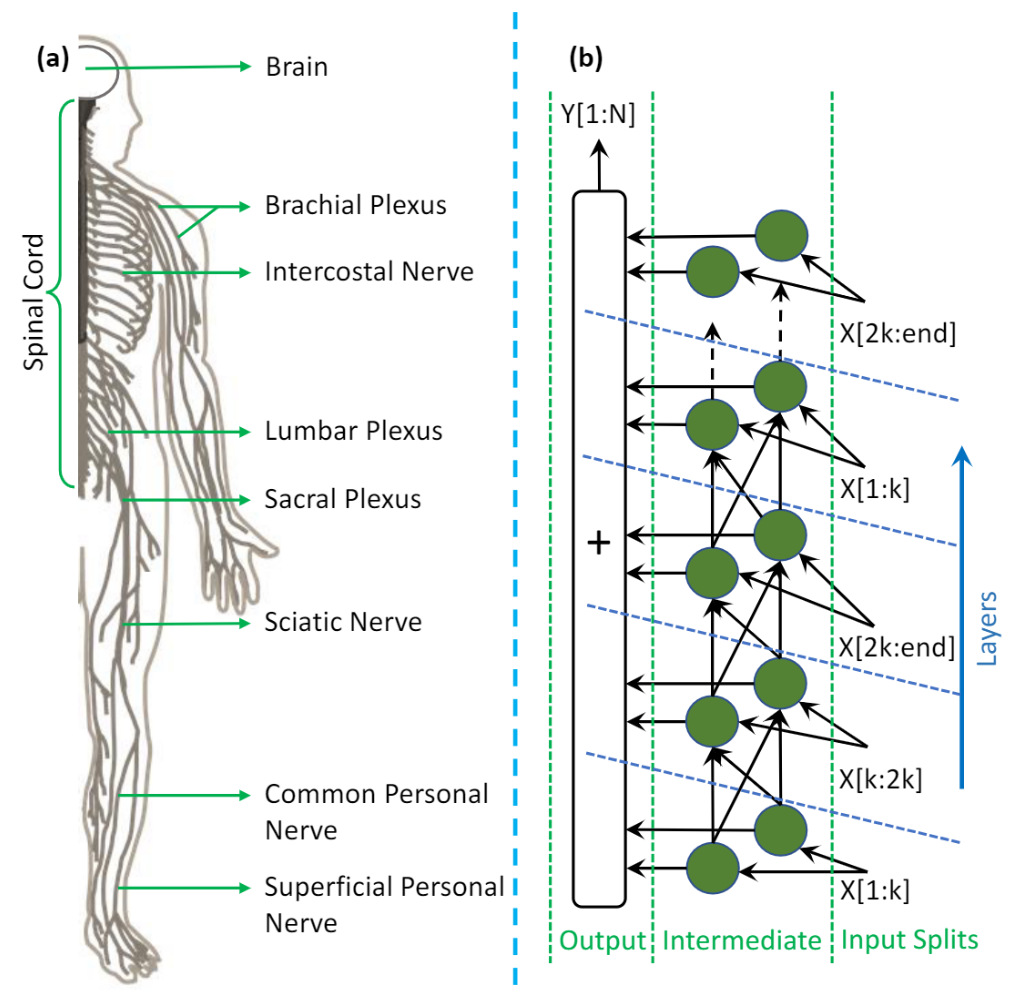 (a)
Brain
Spinal Cord
Brachial Plexus
Intercostal Nerve
Lumbar Plexus
Sacral Plexus
Sciatic Nerve
Common Personal
Nerve
Superficial Personal
Nerve
(b)
Y[1:N]
X[2k:end]
X[1:k]
+
X[2k:end]
X[k:2k]
X[1:k]
Layers
Output
Intermediate
Input Splits